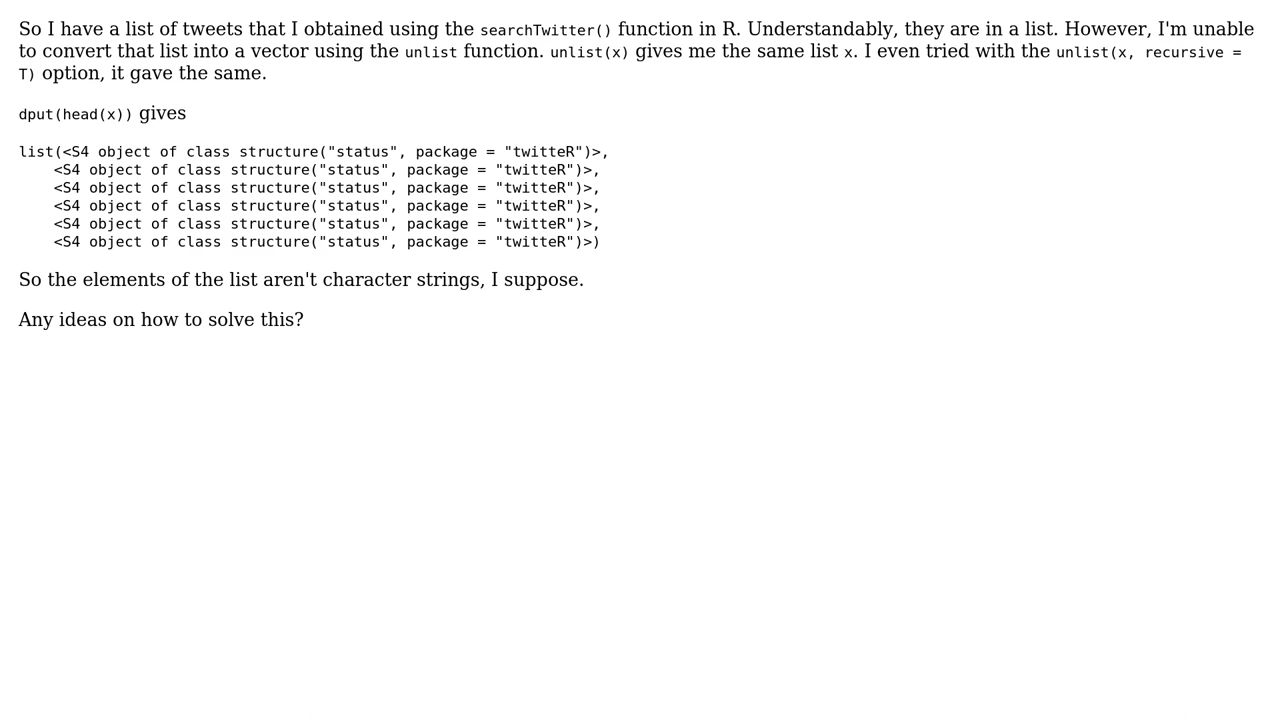 So I have a list of tweets that I obtained using the searchTwitter() function in R. Understandably, they are in a list. However, I'm unable
to convert that list into a vector using the unlist function. unlist(x) gives me the same list x. I even tried with the unlist(x, recursive =
T) option, it gave the same.
dput(head(x)) gives
list(<S4 object of class structure("status", package = "twitteR")>,
    <S4 object of class structure("status", package = "twitteR")>,
    <S4 object of class structure("status", package = "twitteR")>,
    <S4 object of class structure("status", package = "twitteR")>,
    <S4 object of class structure("status", package = "twitteR")>,
    <S4 object of class structure("status", package = "twitteR")>)
So the elements of the list aren't character strings, I suppose.
Any ideas on how to solve this?